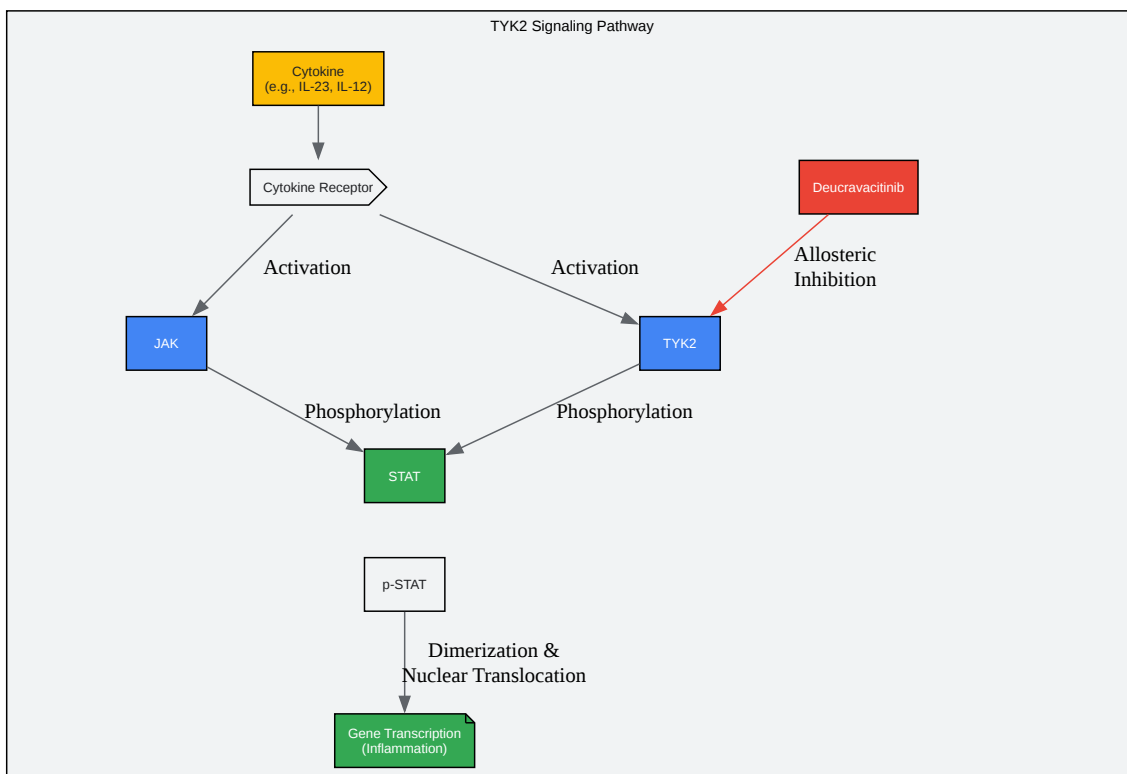 TYK2 Signaling Pathway
Cytokine
(e.g., IL-23, IL-12)
Cytokine Receptor
Deucravacitinib
Activation
Activation
Allosteric
Inhibition
JAK
TYK2
Phosphorylation
Phosphorylation
STAT
p-STAT
Dimerization &
Nuclear Translocation
Gene Transcription
(Inflammation)